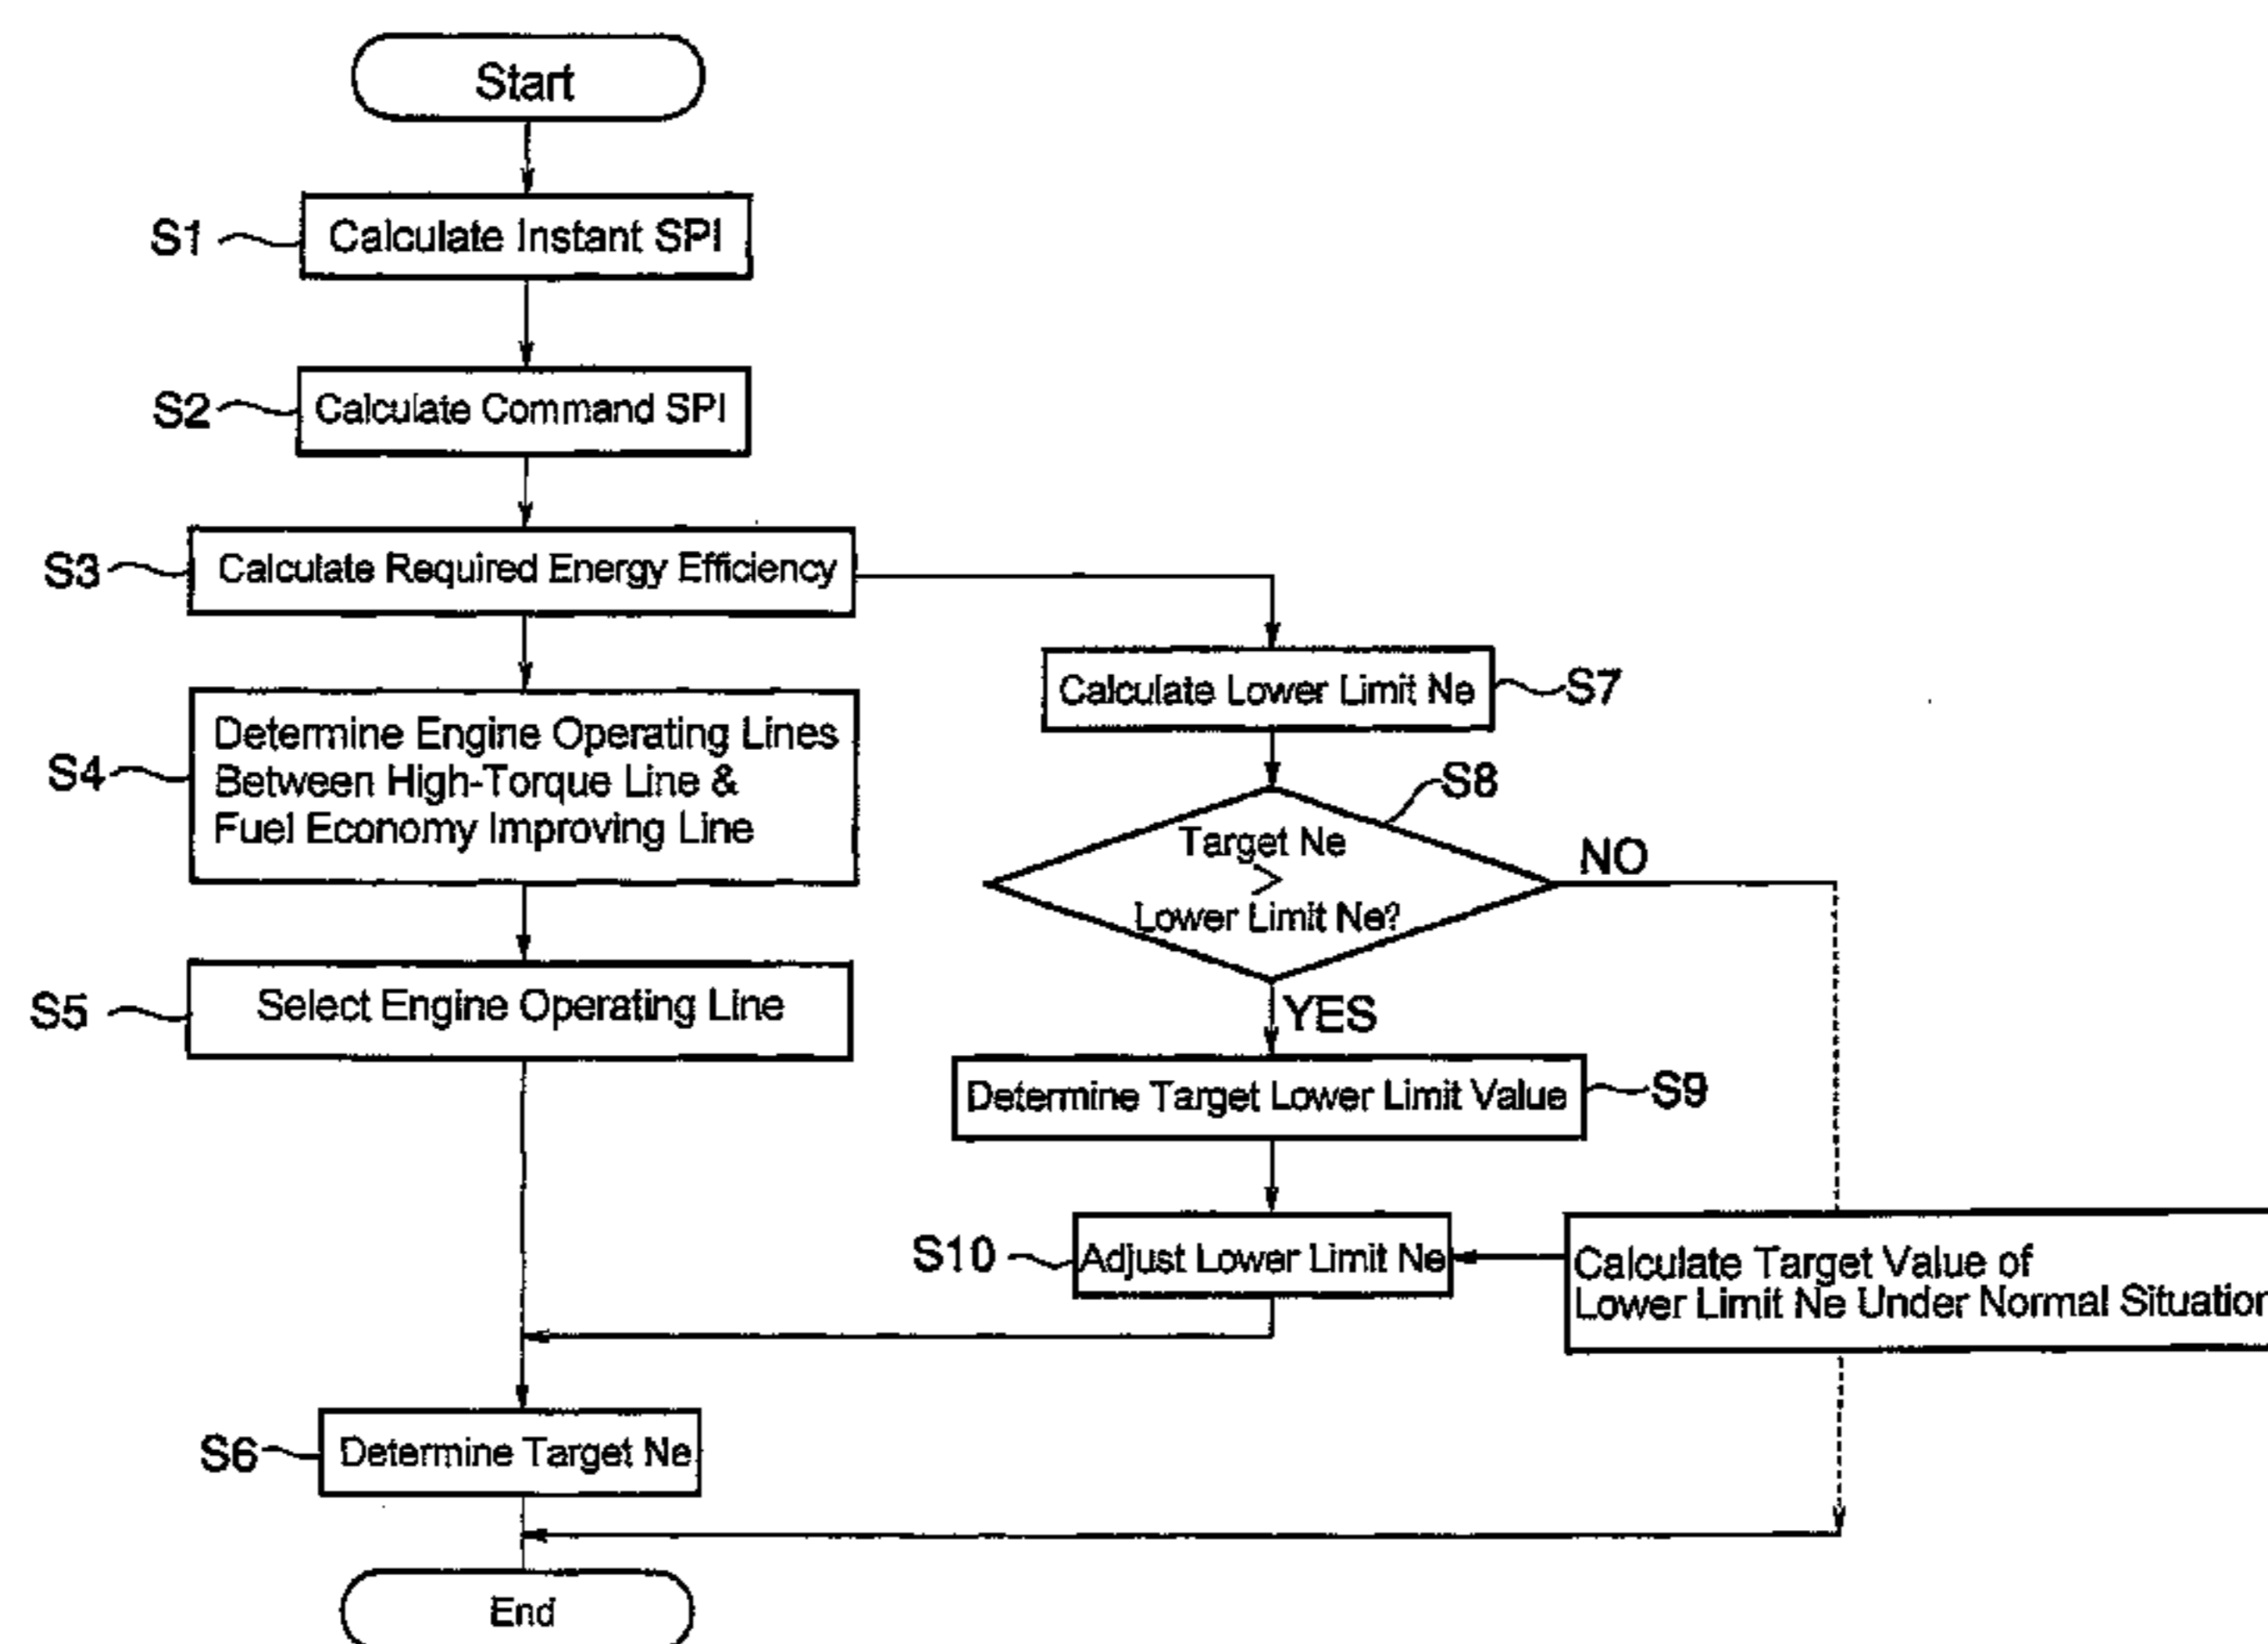 Start
S1
Calculate Instant SPI
S2
Calculate Command SPI
S3
Calculate Required Energy Efficiency
S4
Determine Engine Operating Lines
Between High-Torque Line &
Fuel Economy Improving Line
S5
Select Engine Operating Line
S7
Calculate Lower Limit Ne
S8
Target Ne
>
Lower Limit Ne?
NO
YES
S9
Determine Target Lower Limit Value
S10
Adjust Lower Limit Ne
Calculate Target Value of
Lower Limit Ne Under Normal Situation
S6
Determine Target Ne
End